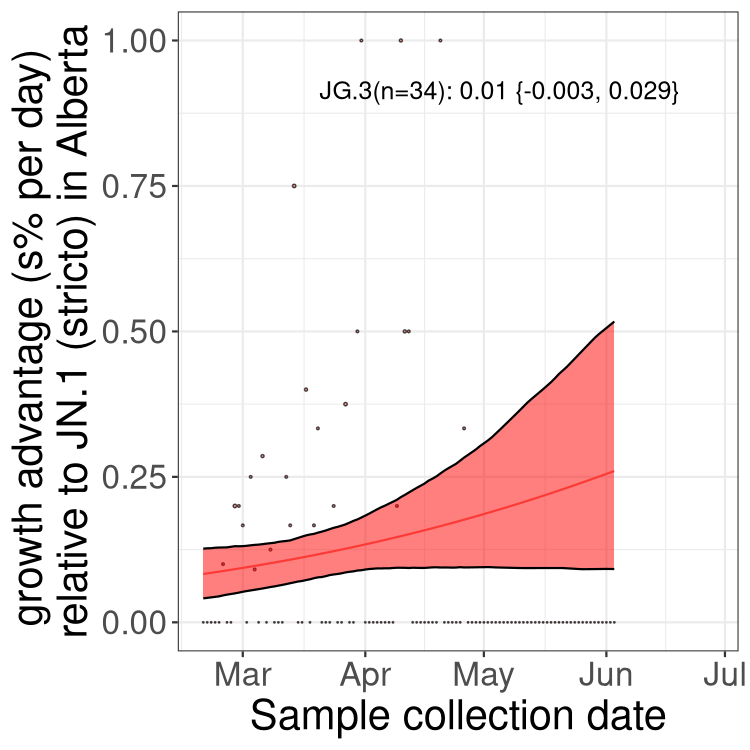 growth advantage (s% per day)
relative to JN.1 (stricto) in Alberta
1.00
0.75
0.50
0.25
0.00
JG.3(n=34): 0.01 {-0.003, 0.029}
Mar Apr May Jun Jul
Sample collection date